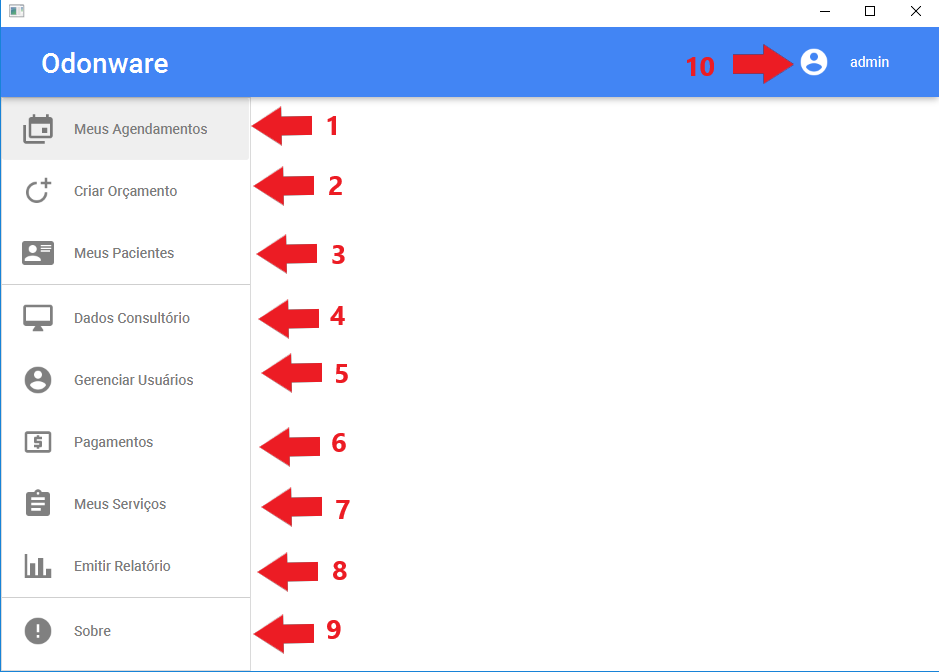 Odonware
10 admin
Meus Agendamentos 1
Criar Orçamento 2
Meus Pacientes 3
Dados Consultório 4
Gerenciar Usuários 5
Pagamentos 6
Meus Serviços 7
Emitir Relatório 8
Sobre 9